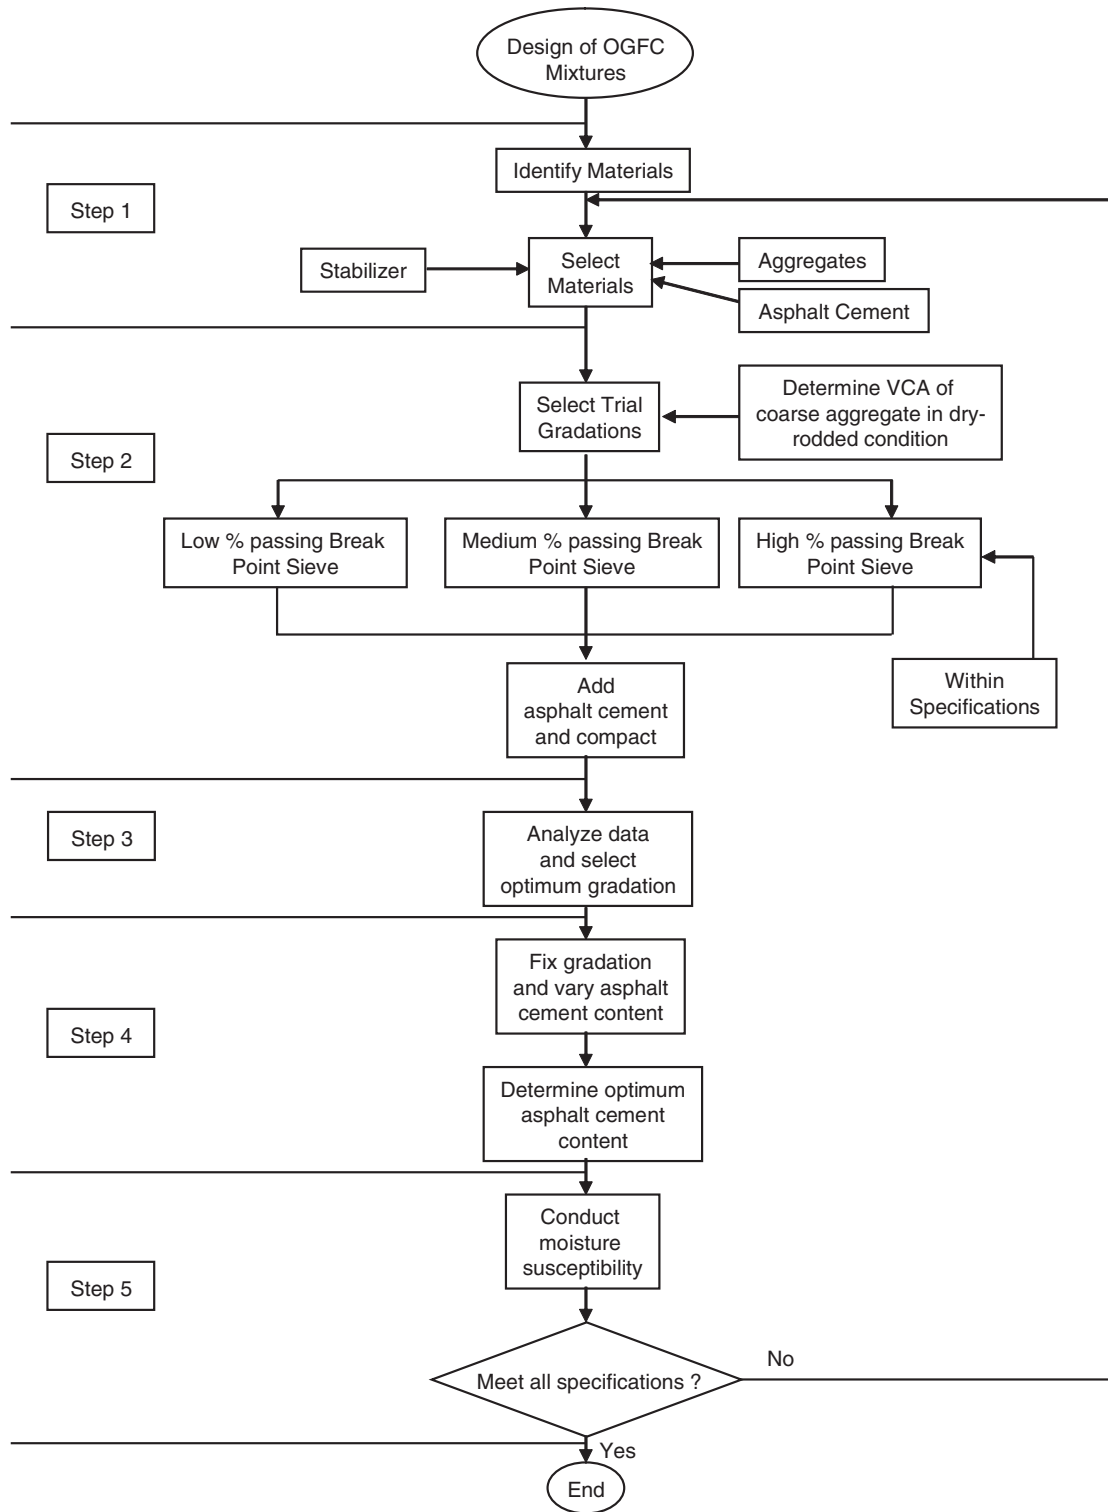 Design of OGFC
Mixtures
Identify Materials
Step 1
Stabilizer
Select
Materials
Aggregates
Asphalt Cement
Select Trial
Gradations
Determine VCA of
coarse aggregate in dry-
rodded condition
Step 2
Low % passing Break
Point Sieve
Medium % passing Break
Point Sieve
High % passing Break
Point Sieve
Within
Specifications
Add
asphalt cement
and compact
Step 3
Analyze data
and select
optimum gradation
Fix gradation
and vary asphalt
cement content
Step 4
Determine optimum
asphalt cement
content
Conduct
moisture
susceptibility
Step 5
Meet all specifications ?
No
Yes
End